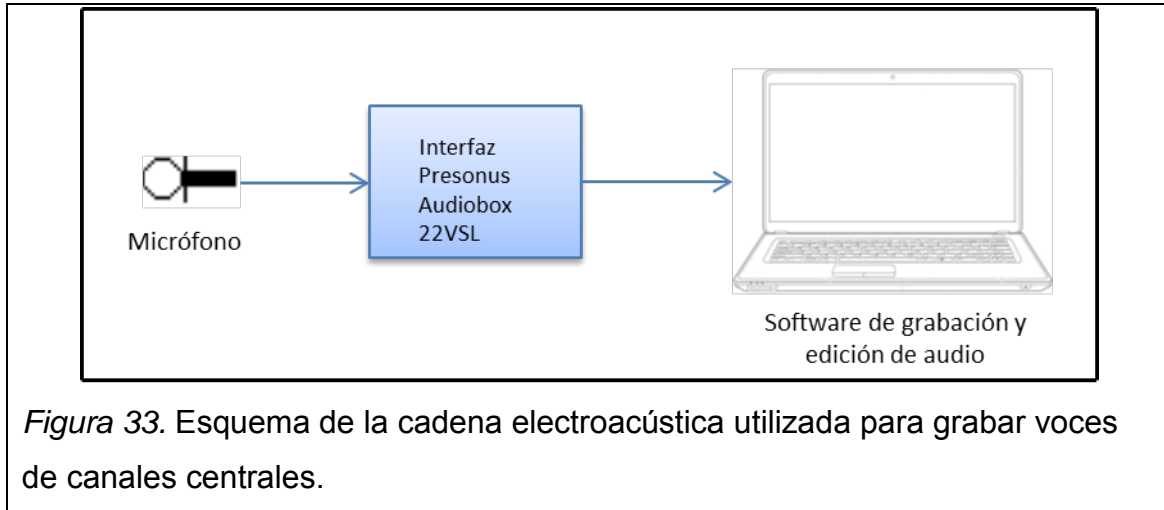 Micrófono
Interfaz
Presonus
Audiobox
22VSL
Software de grabación y
edición de audio
Figura 33. Esquema de la cadena electroacústica utilizada para grabar voces
de canales centrales.